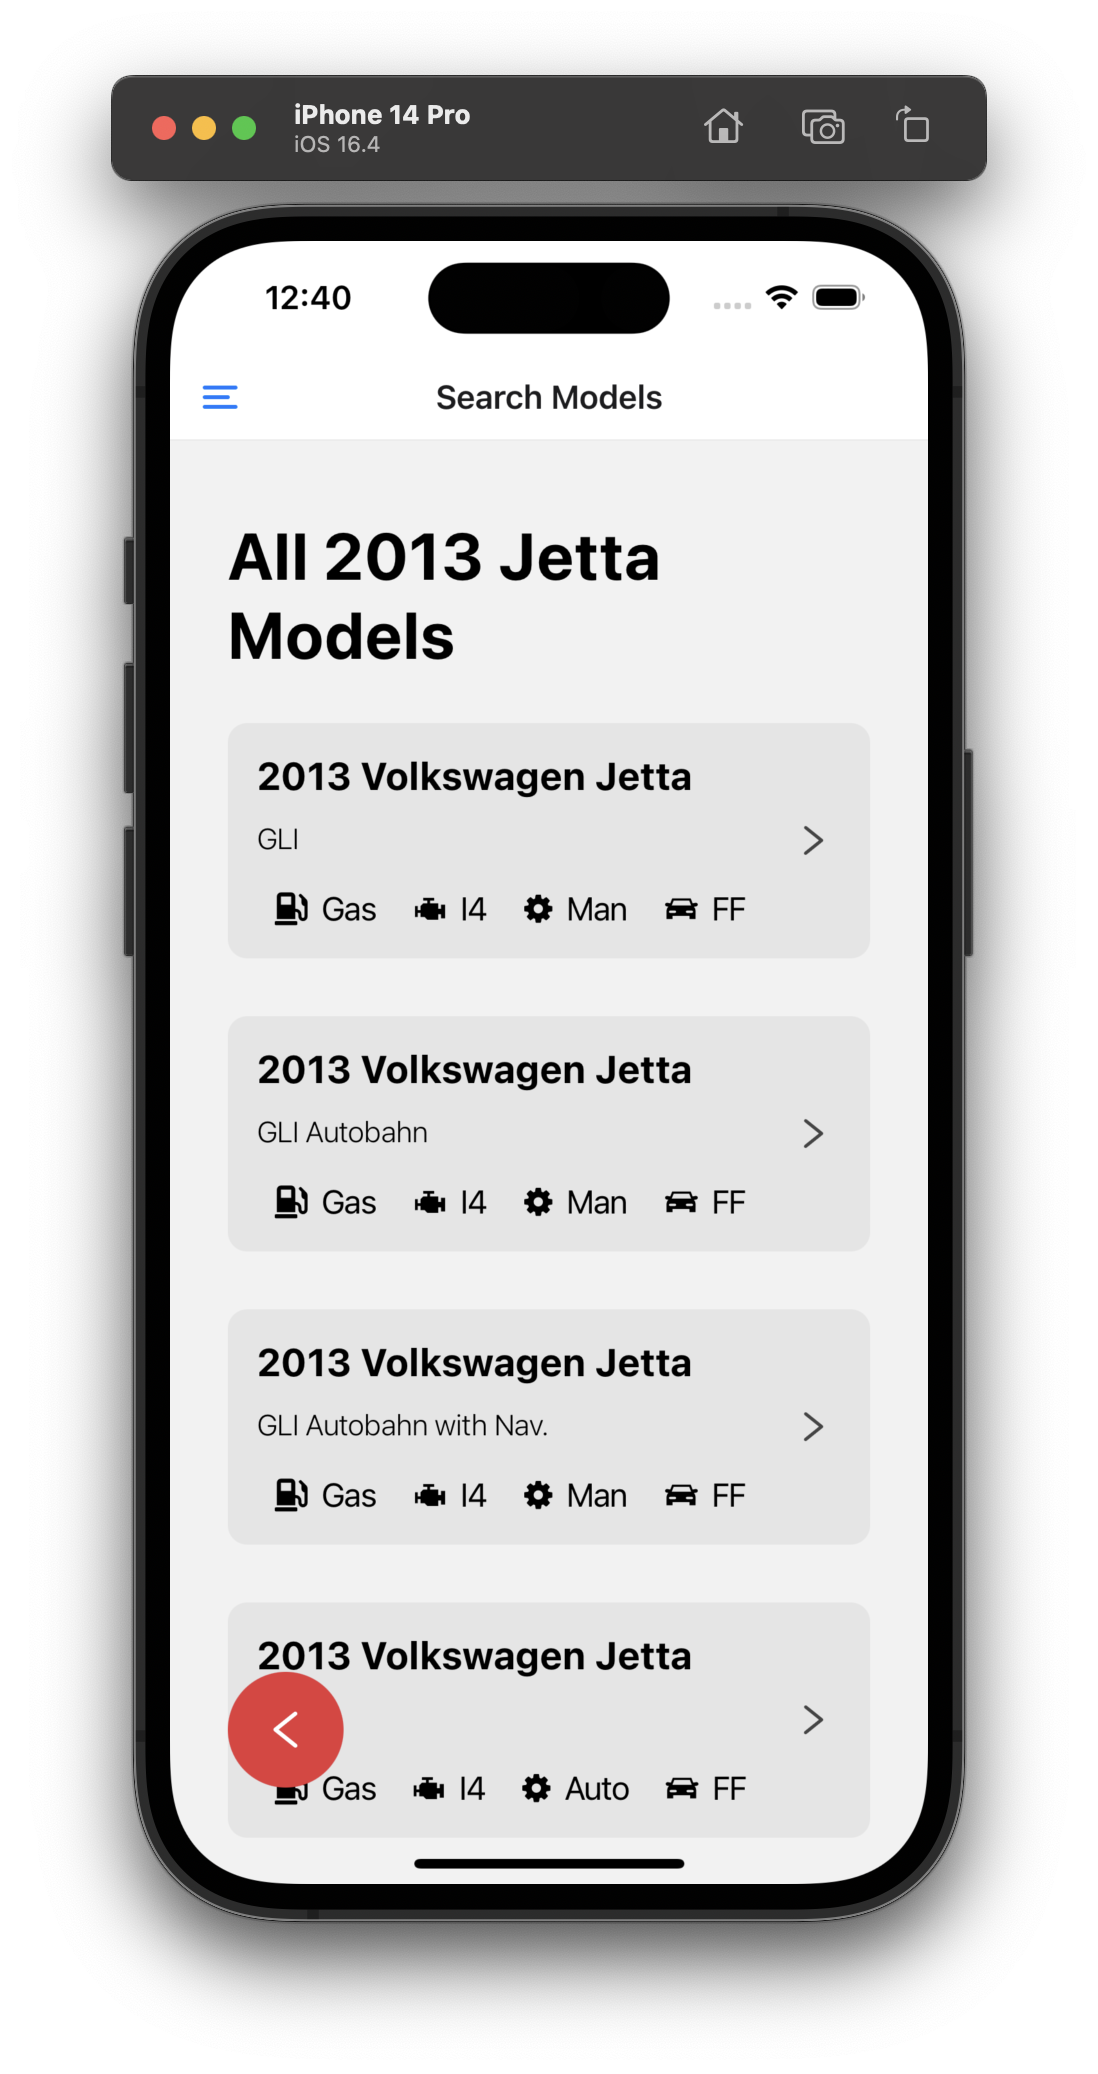 iPhone 14 Pro
iOS 16.4
12:40
Search Models
All 2013 Jetta
Models
2013 Volkswagen Jetta
GLI
Gas I4 Man FF
2013 Volkswagen Jetta
GLI Autobahn
Gas I4 Man FF
2013 Volkswagen Jetta
GLI Autobahn with Nav.
Gas I4 Man FF
2013 Volkswagen Jetta
Gas I4 Auto FF